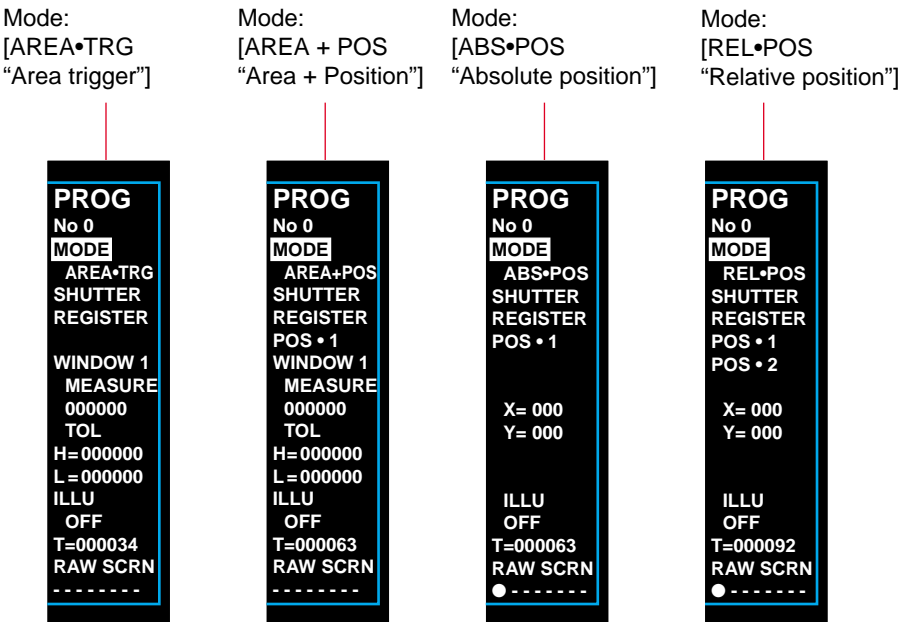 Mode:
[AREA•TRG
“Area trigger”]
Mode:
[AREA + POS
“Area + Position”]
Mode:
[ABS•POS
“Absolute position”]
Mode:
[REL•POS
“Relative position”]
PROG
No 0
MODE
AREA•TRG
SHUTTER
REGISTER
WINDOW 1
MEASURE
000000
TOL
H=000000
L=000000
ILLU
OFF
T=000034
RAW SCRN
- - - - - - - -
PROG
No 0
MODE
AREA+POS
SHUTTER
REGISTER
POS • 1
WINDOW 1
MEASURE
000000
TOL
H=000000
L=000000
ILLU
OFF
T=000063
RAW SCRN
- - - - - - - -
PROG
No 0
MODE
ABS•POS
SHUTTER
REGISTER
POS • 1
X= 000
Y= 000
ILLU
OFF
T=000063
RAW SCRN
● - - - - - - -
PROG
No 0
MODE
REL•POS
SHUTTER
REGISTER
POS • 1
POS • 2
X= 000
Y= 000
ILLU
OFF
T=000092
RAW SCRN
● - - - - - - -